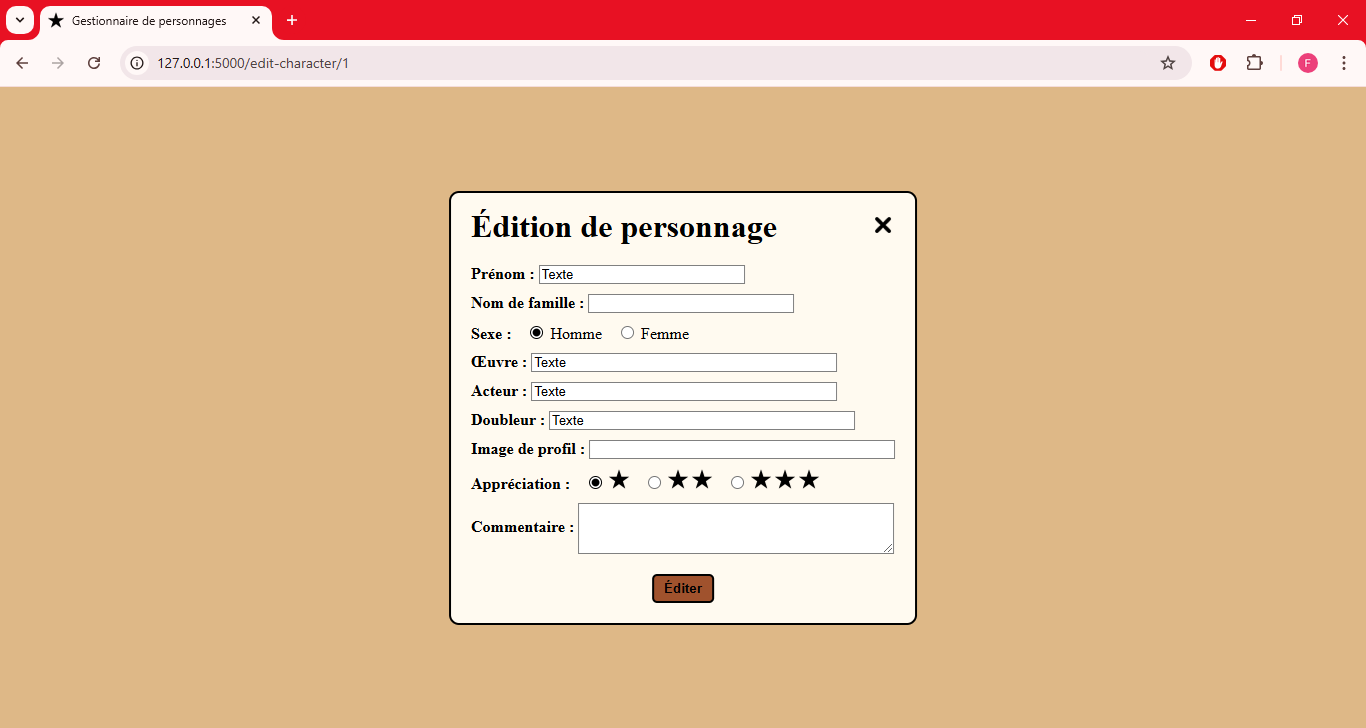 Gestionnaire de personnages
127.0.0.1:5000/edit-character/1
F
Édition de personnage
Prénom : Texte
Nom de famille :
Sexe : Homme Femme
Œuvre : Texte
Acteur : Texte
Doubleur : Texte
Image de profil :
Appréciation : ★ ★★ ★★★
Commentaire :
Éditer